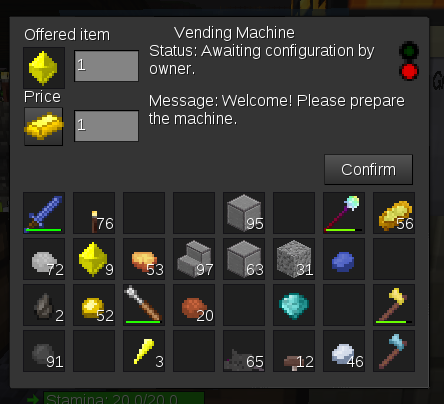 Offered item
Vending Machine
1
Status: Awaiting configuration by
owner.
Price
1
Message: Welcome! Please prepare
the machine.
Confirm
76
95
56
72
9
53
97
63
31
2
52
20
91
3
65
12
46
Stamina: 20.0/20.0